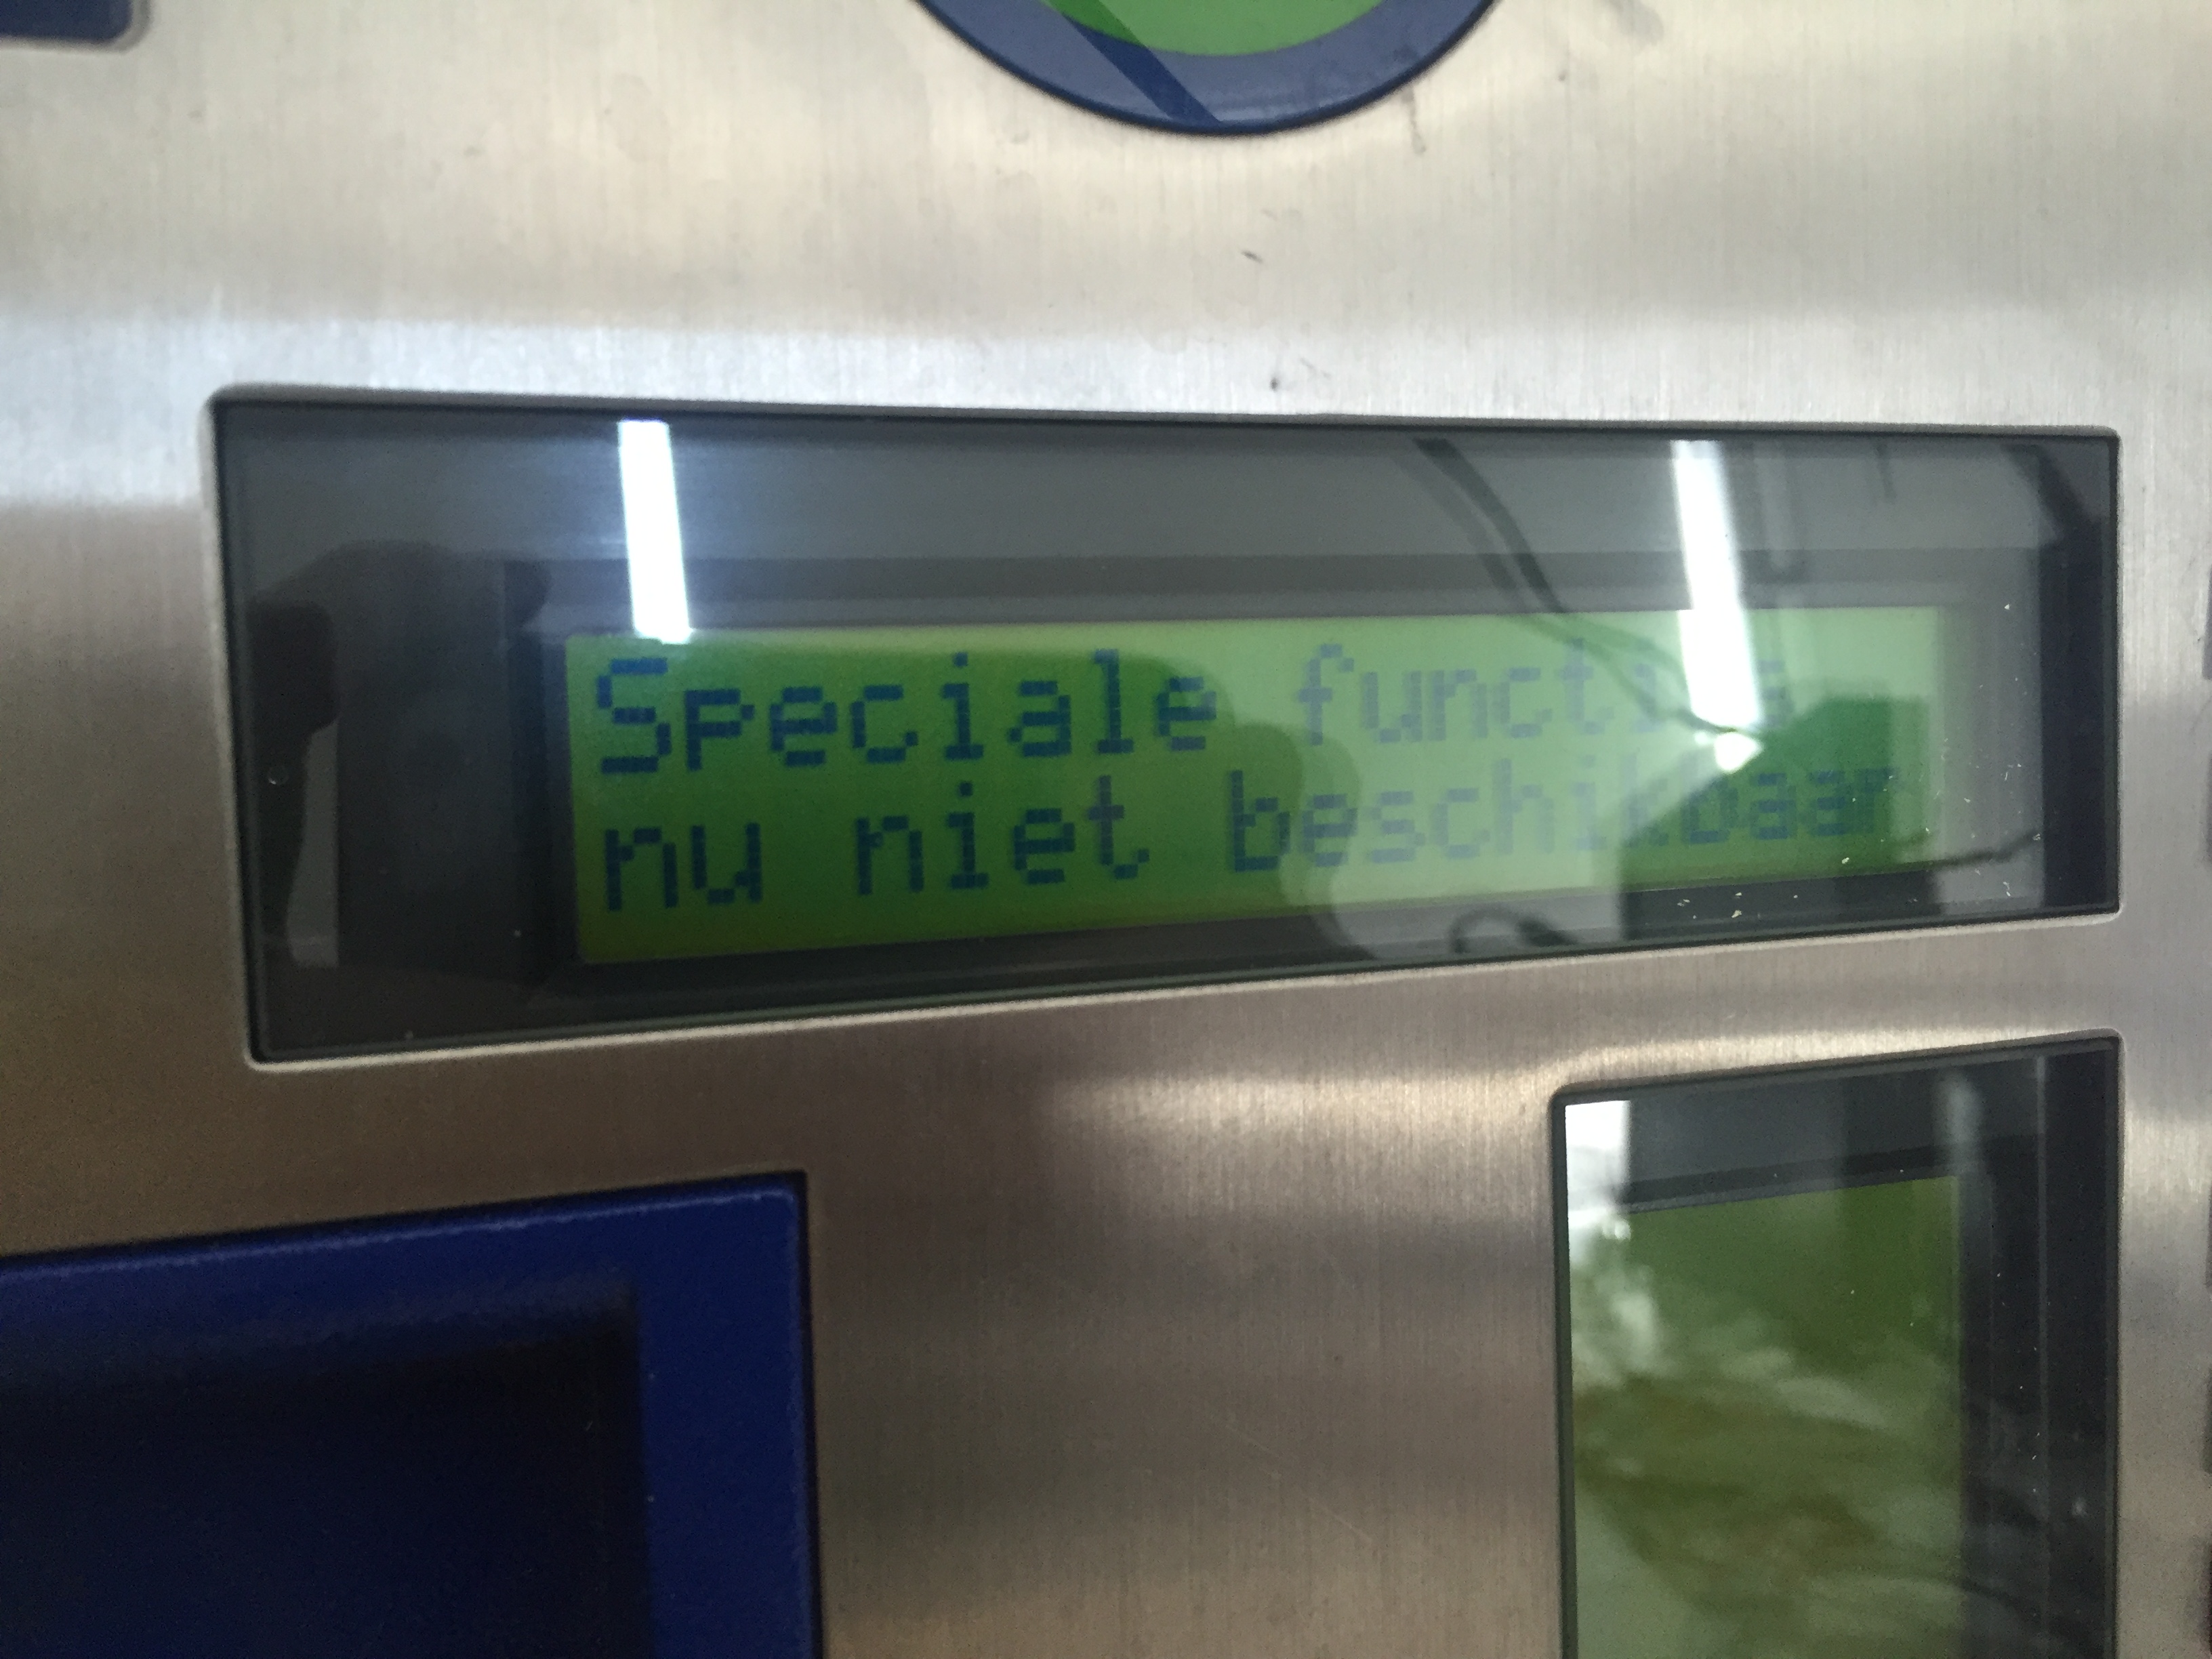 Speciale functies
nu niet beschikbaar